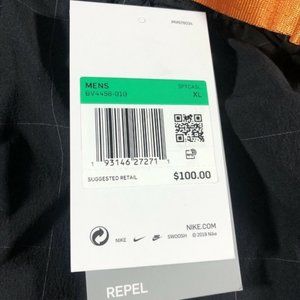 MENS SPTCASL
BV4456-010 XL
1 93146 27271 1
SUGGESTED RETAIL $100.00
NIKE.COM
NIKE SWOOSH © 2019 Nike
REPEL